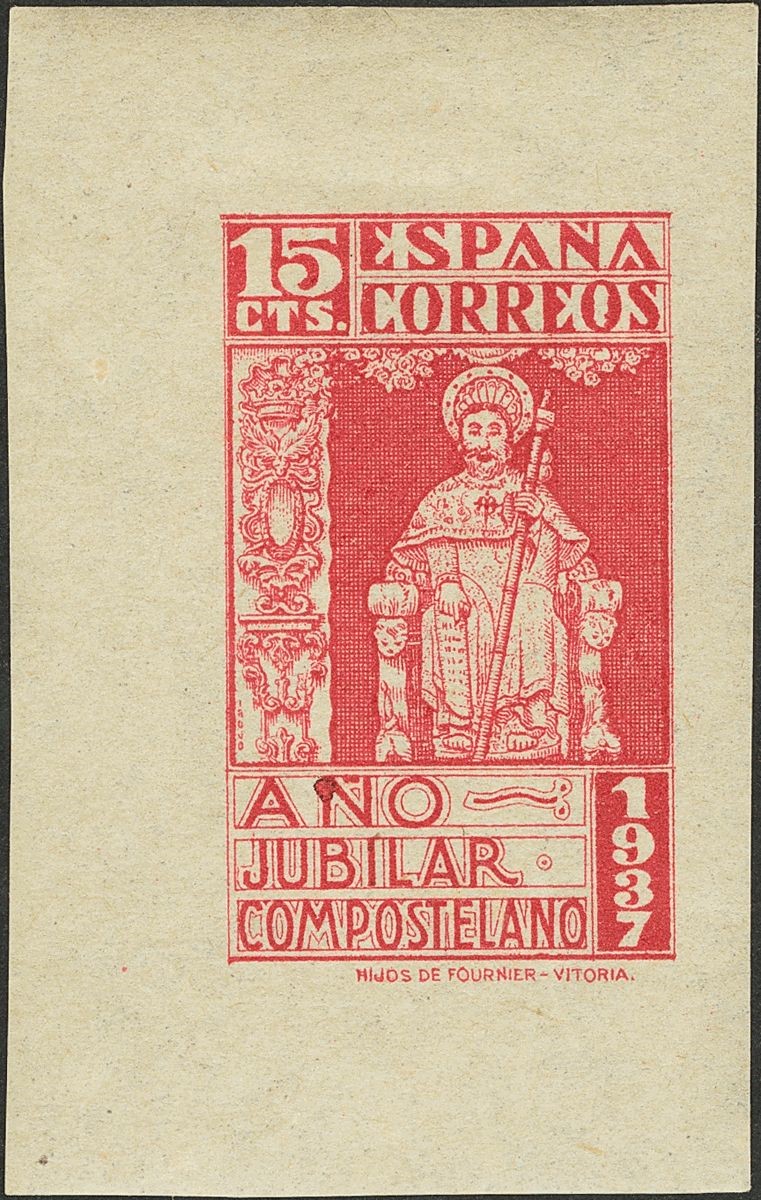 15
CTS.
ESPAÑA
CORREOS
AÑO
JUBILAR
COMPOSTELANO
1937
HIJOS DE FOURNIER-VITORIA.